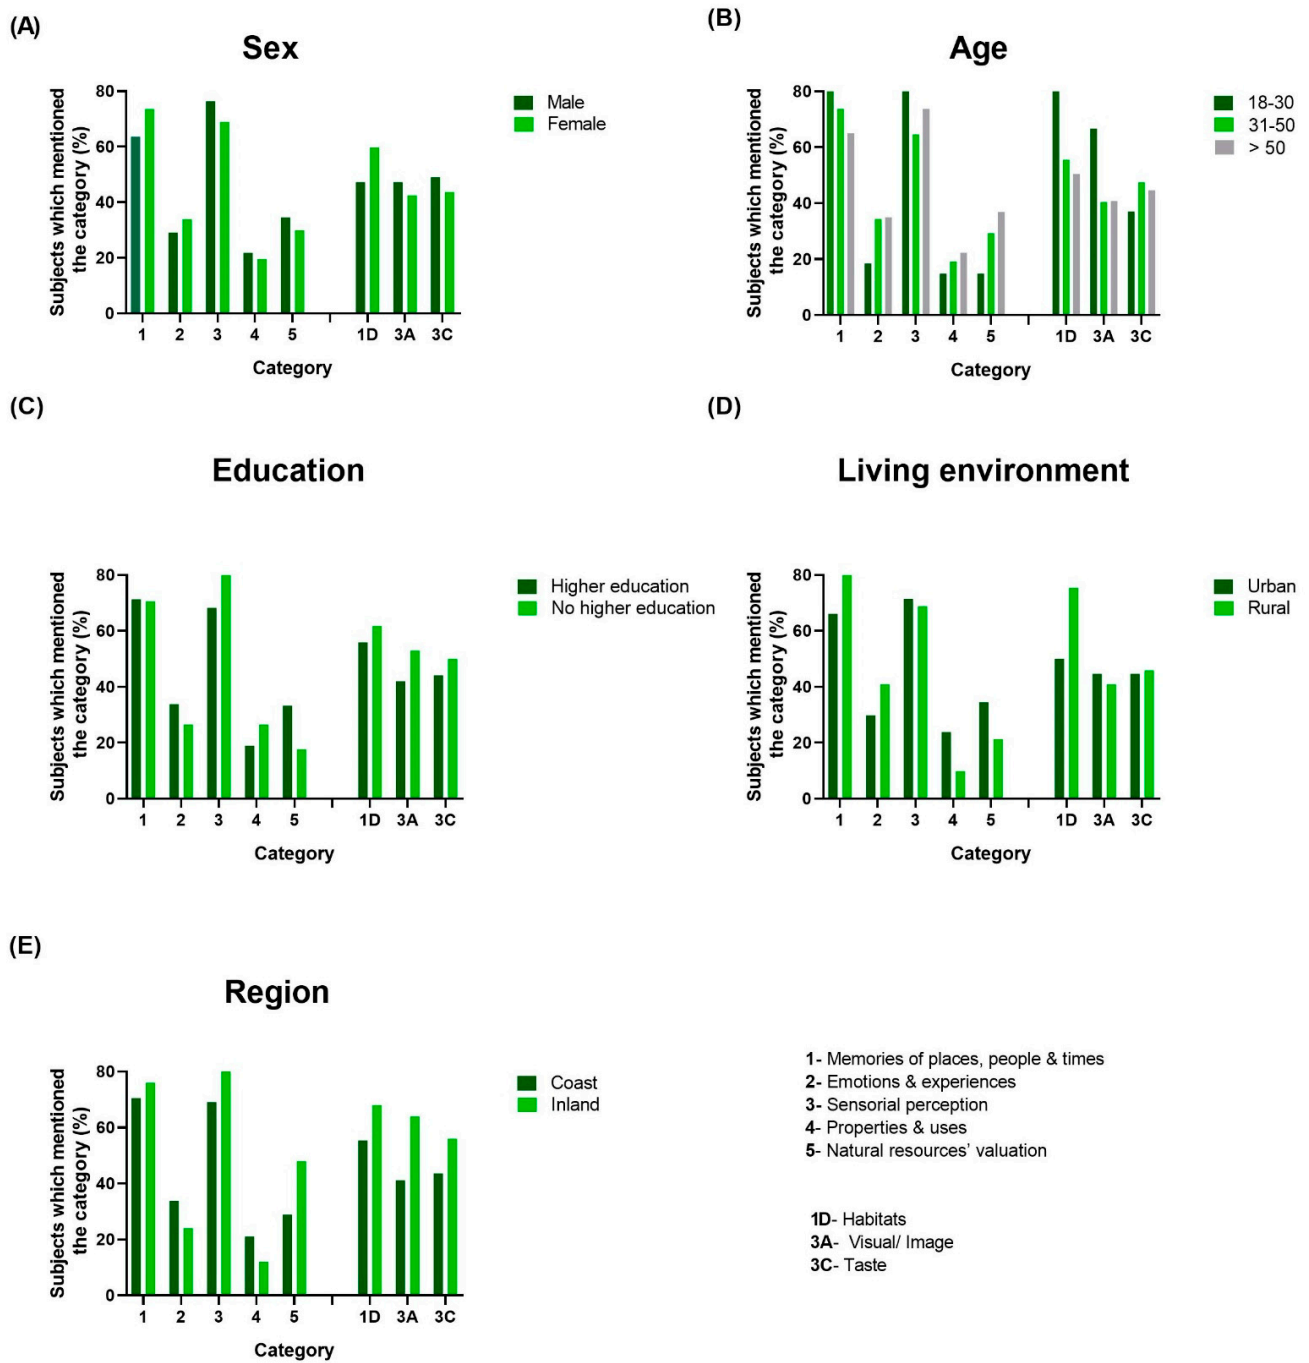 (A)
Sex
Subjects which mentioned
the category (%)
80
60
40
20
0
1 2 3 4 5 1D 3A 3C
Category
Male
Female
(B)
Age
Subjects which mentioned
the category (%)
80
60
40
20
0
1 2 3 4 5 1D 3A 3C
Category
18-30
31-50
> 50
(C)
Education
Subjects which mentioned
the category (%)
80
60
40
20
0
1 2 3 4 5 1D 3A 3C
Category
Higher education
No higher education
(D)
Living environment
Subjects which mentioned
the category (%)
80
60
40
20
0
1 2 3 4 5 1D 3A 3C
Category
Urban
Rural
(E)
Region
Subjects which mentioned
the category (%)
80
60
40
20
0
1 2 3 4 5 1D 3A 3C
Category
Coast
Inland
1- Memories of places, people & times
2- Emotions & experiences
3- Sensorial perception
4- Properties & uses
5- Natural resources’ valuation
1D- Habitats
3A- Visual/ Image
3C- Taste